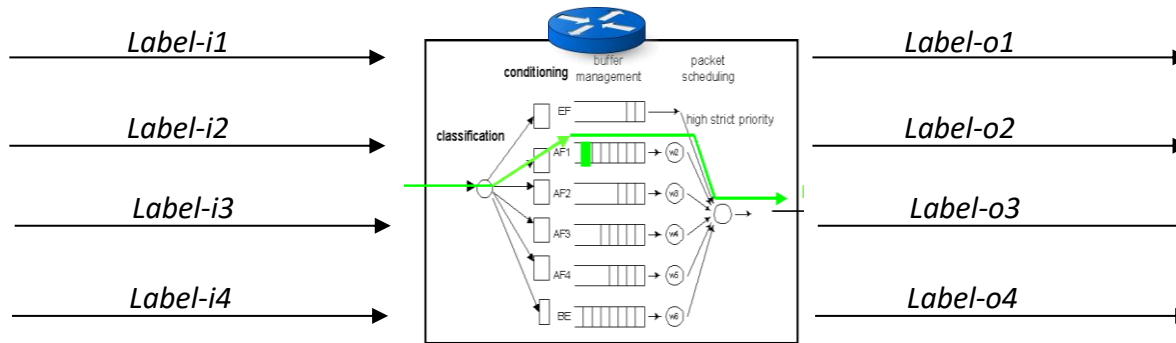 Label-i1
Label-i2
Label-i3
Label-i4
conditioning
buffer
management
packet
scheduling
classification
high strict priority
EF
AF1
w2
AF2
w3
AF3
w4
AF4
w5
BE
w6
Label-o1
Label-o2
Label-o3
Label-o4